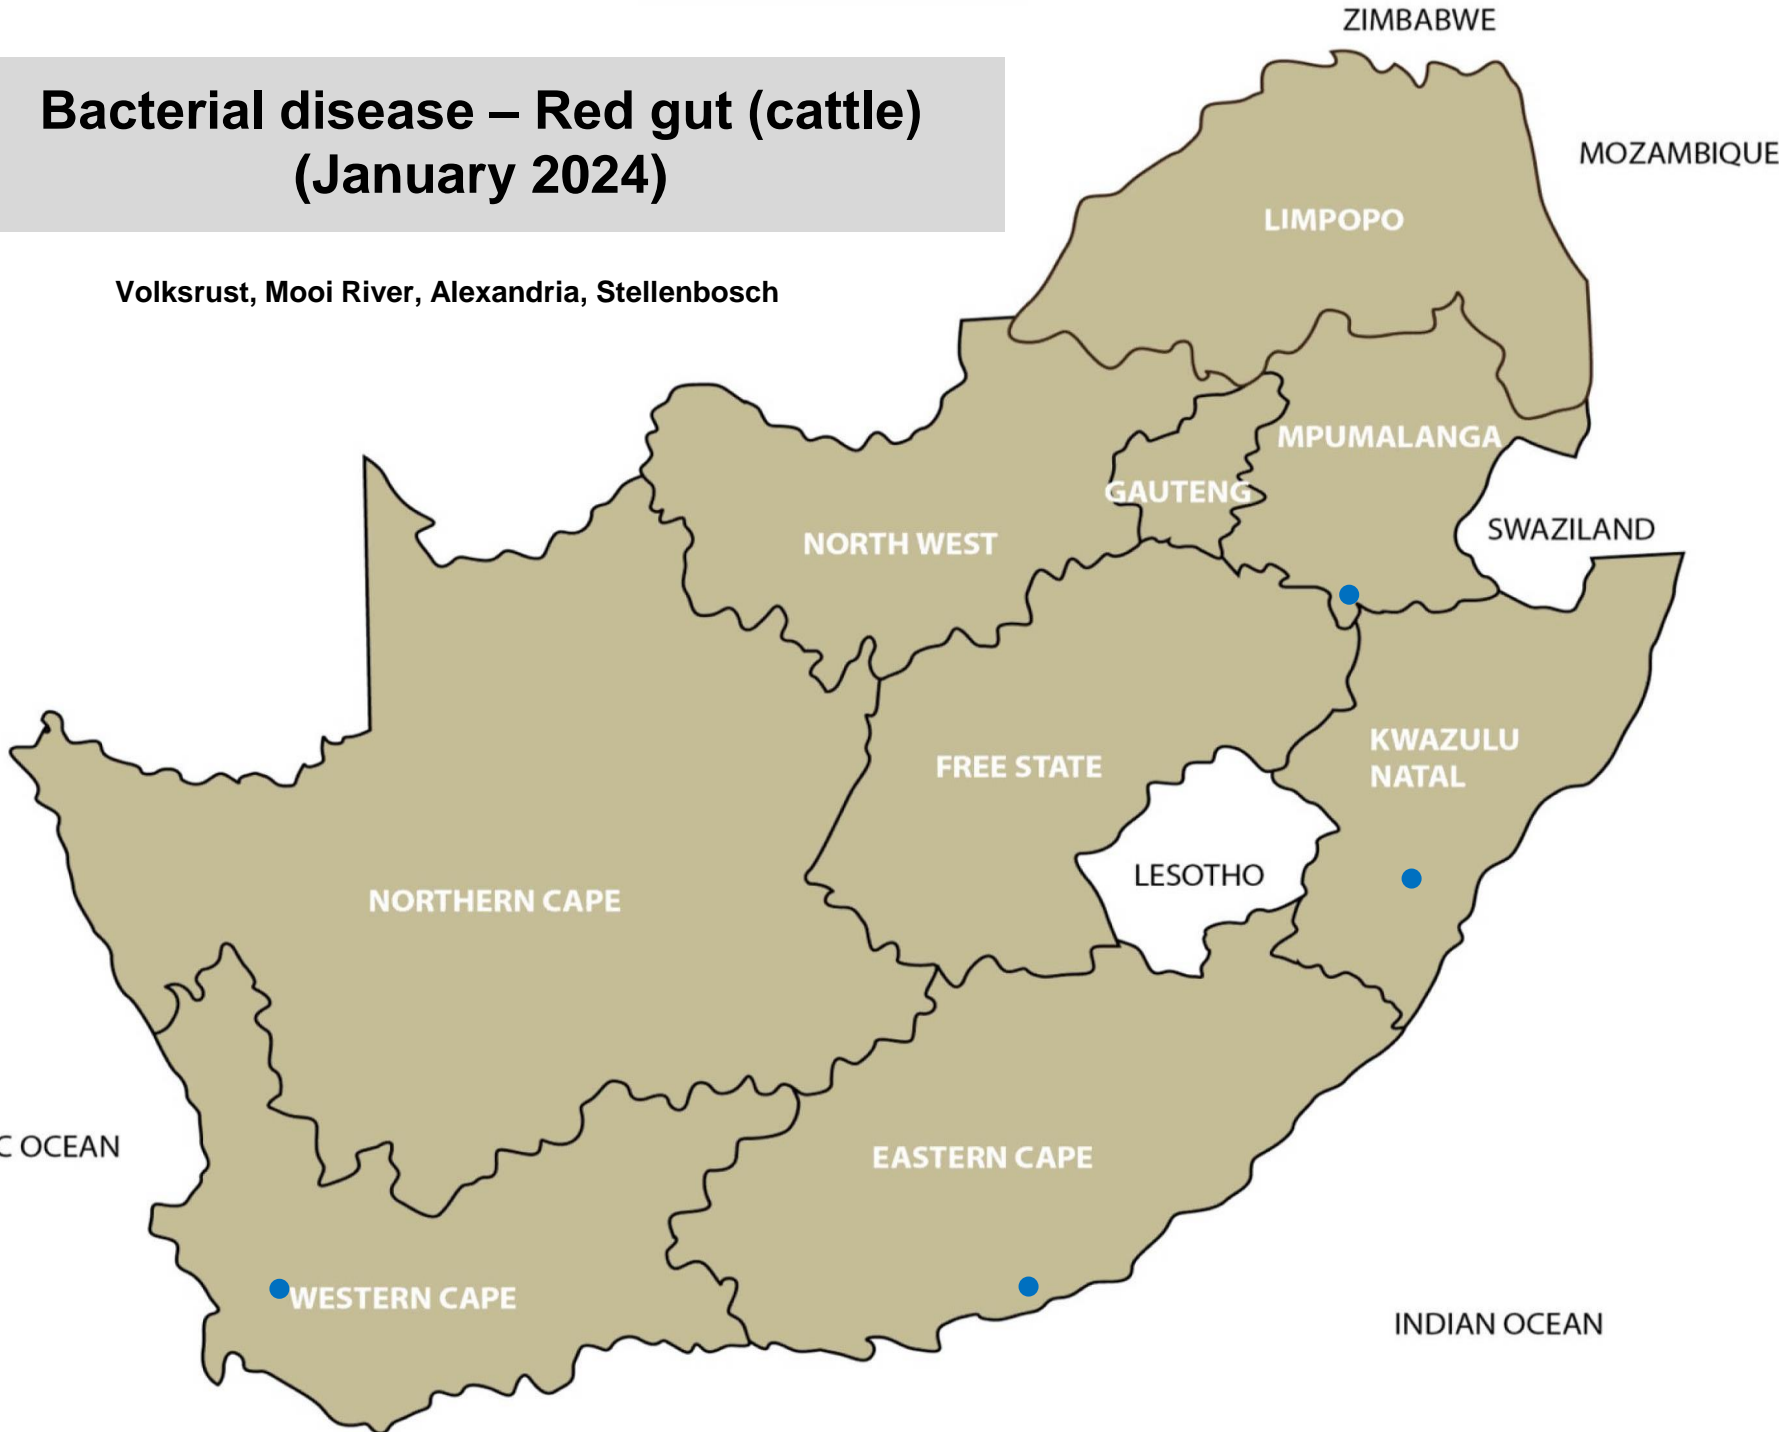 ZIMBABWE
Bacterial disease – Red gut (cattle)
(January 2024)
MOZAMBIQUE
LIMPOPO
Volksrust, Mooi River, Alexandria, Stellenbosch
MPUMALANGA
GAUTENG
SWAZILAND
NORTH WEST
KWAZULU
NATAL
FREE STATE
LESOTHO
NORTHERN CAPE
C OCEAN
EASTERN CAPE
WESTERN CAPE
INDIAN OCEAN